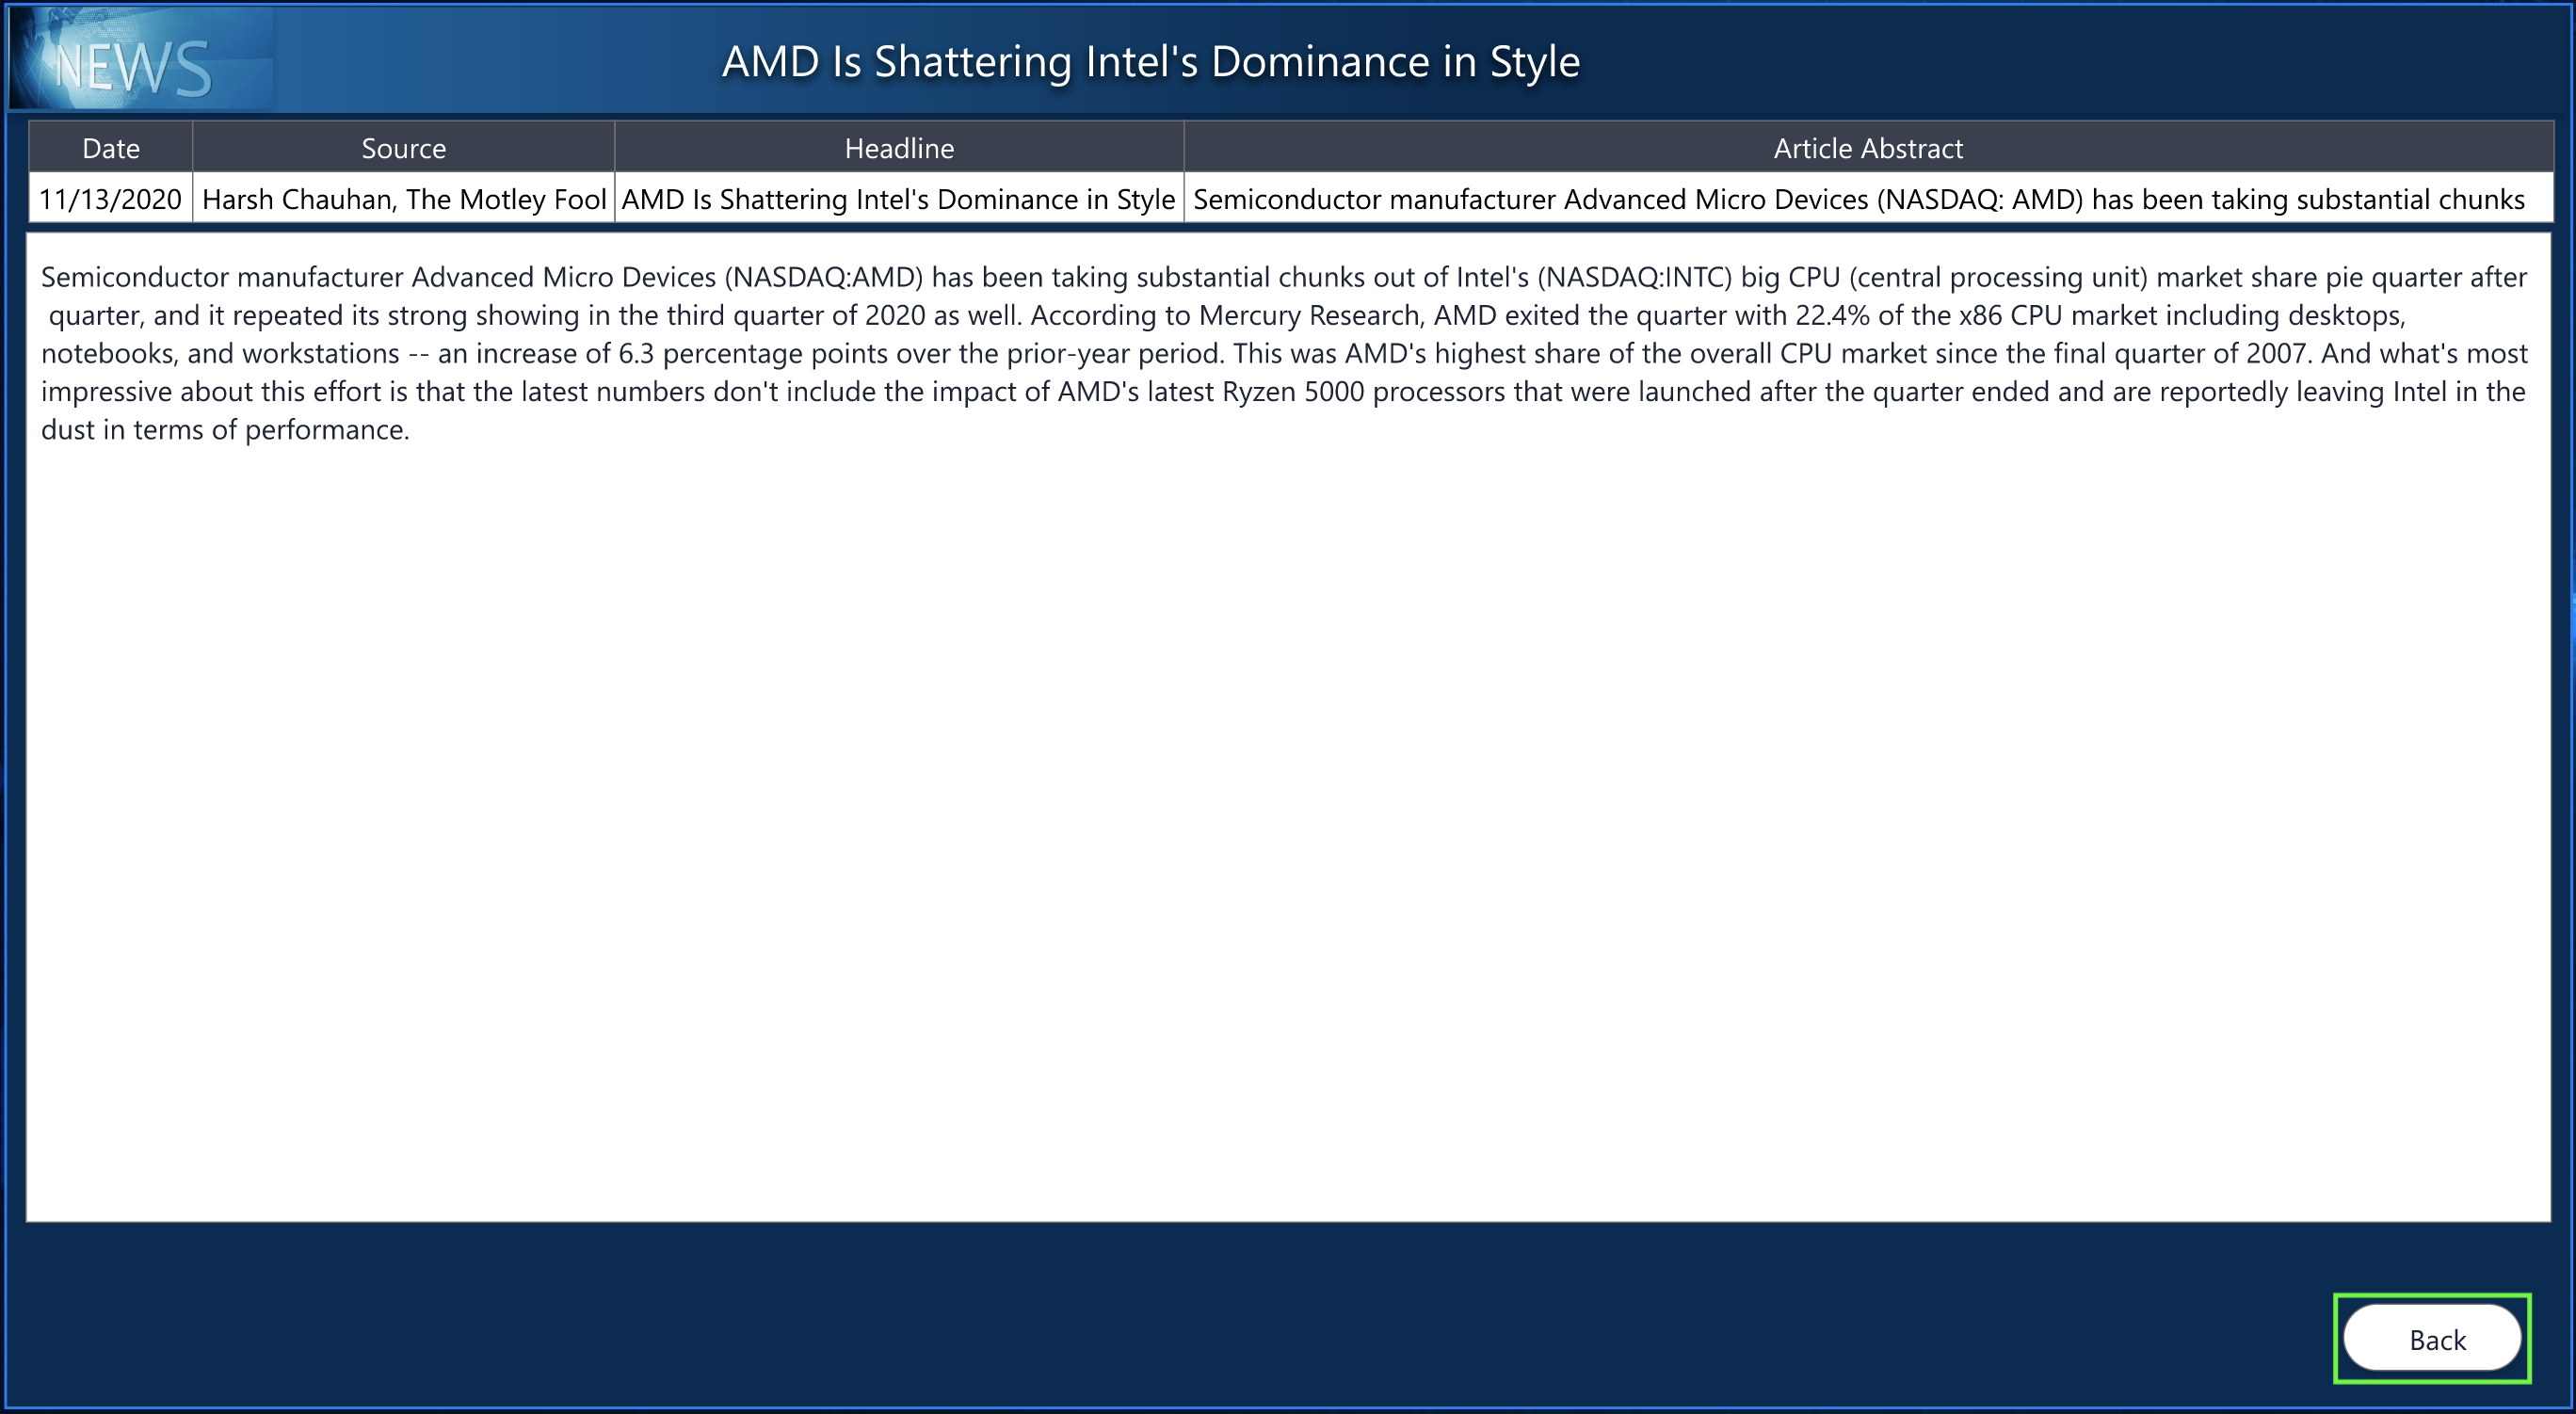 NEWS
AMD Is Shattering Intel's Dominance in Style
Date Source Headline Article Abstract
11/13/2020 Harsh Chauhan, The Motley Fool AMD Is Shattering Intel's Dominance in Style Semiconductor manufacturer Advanced Micro Devices (NASDAQ: AMD) has been taking substantial chunks
Semiconductor manufacturer Advanced Micro Devices (NASDAQ:AMD) has been taking substantial chunks out of Intel's (NASDAQ:INTC) big CPU (central processing unit) market share pie quarter after
quarter, and it repeated its strong showing in the third quarter of 2020 as well. According to Mercury Research, AMD exited the quarter with 22.4% of the x86 CPU market including desktops,
notebooks, and workstations -- an increase of 6.3 percentage points over the prior-year period. This was AMD's highest share of the overall CPU market since the final quarter of 2007. And what's most
impressive about this effort is that the latest numbers don't include the impact of AMD's latest Ryzen 5000 processors that were launched after the quarter ended and are reportedly leaving Intel in the
dust in terms of performance.
Back